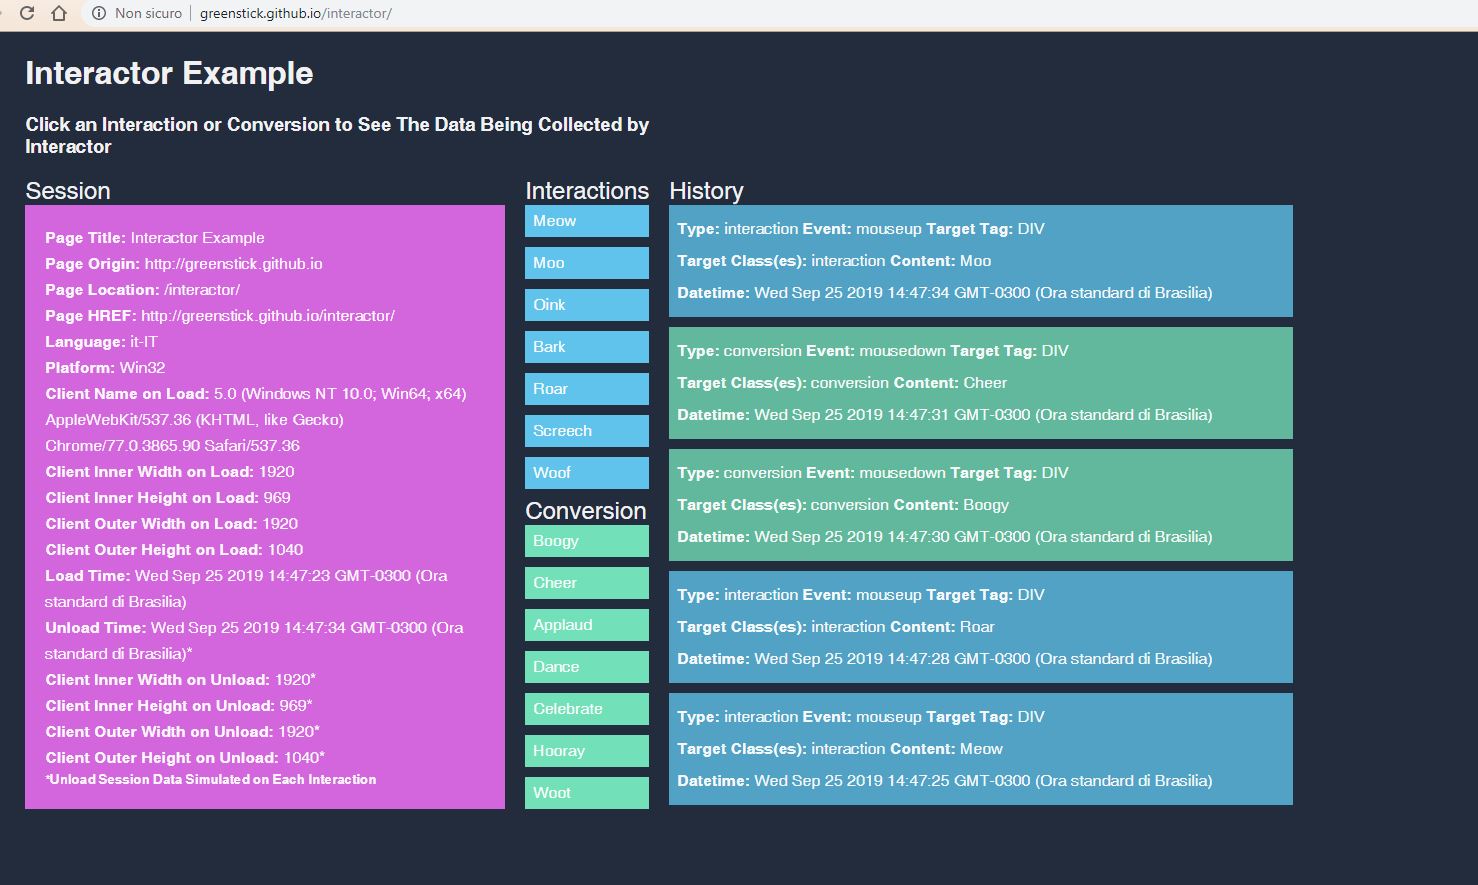 Non sicuro | greenstick.github.io/interactor/
Interactor Example
Click an Interaction or Conversion to See The Data Being Collected by
Interactor
Session
Page Title: Interactor Example
Page Origin: http://greenstick.github.io
Page Location: /interactor/
Page HREF: http://greenstick.github.io/interactor/
Language: it-IT
Platform: Win32
Client Name on Load: 5.0 (Windows NT 10.0; Win64; x64)
AppleWebKit/537.36 (KHTML, like Gecko)
Chrome/77.0.3865.90 Safari/537.36
Client Inner Width on Load: 1920
Client Inner Height on Load: 969
Client Outer Width on Load: 1920
Client Outer Height on Load: 1040
Load Time: Wed Sep 25 2019 14:47:23 GMT-0300 (Ora
standard di Brasilia)
Unload Time: Wed Sep 25 2019 14:47:34 GMT-0300 (Ora
standard di Brasilia)*
Client Inner Width on Unload: 1920*
Client Inner Height on Unload: 969*
Client Outer Width on Unload: 1920*
Client Outer Height on Unload: 1040*
*Unload Session Data Simulated on Each Interaction
Interactions
Meow
Moo
Oink
Bark
Roar
Screech
Woof
Conversion
Boogy
Cheer
Applaud
Dance
Celebrate
Hooray
Woot
History
Type: interaction Event: mouseup Target Tag: DIV
Target Class(es): interaction Content: Moo
Datetime: Wed Sep 25 2019 14:47:34 GMT-0300 (Ora standard di Brasilia)
Type: conversion Event: mousedown Target Tag: DIV
Target Class(es): conversion Content: Cheer
Datetime: Wed Sep 25 2019 14:47:31 GMT-0300 (Ora standard di Brasilia)
Type: conversion Event: mousedown Target Tag: DIV
Target Class(es): conversion Content: Boogy
Datetime: Wed Sep 25 2019 14:47:30 GMT-0300 (Ora standard di Brasilia)
Type: interaction Event: mouseup Target Tag: DIV
Target Class(es): interaction Content: Roar
Datetime: Wed Sep 25 2019 14:47:28 GMT-0300 (Ora standard di Brasilia)
Type: interaction Event: mouseup Target Tag: DIV
Target Class(es): interaction Content: Meow
Datetime: Wed Sep 25 2019 14:47:25 GMT-0300 (Ora standard di Brasilia)